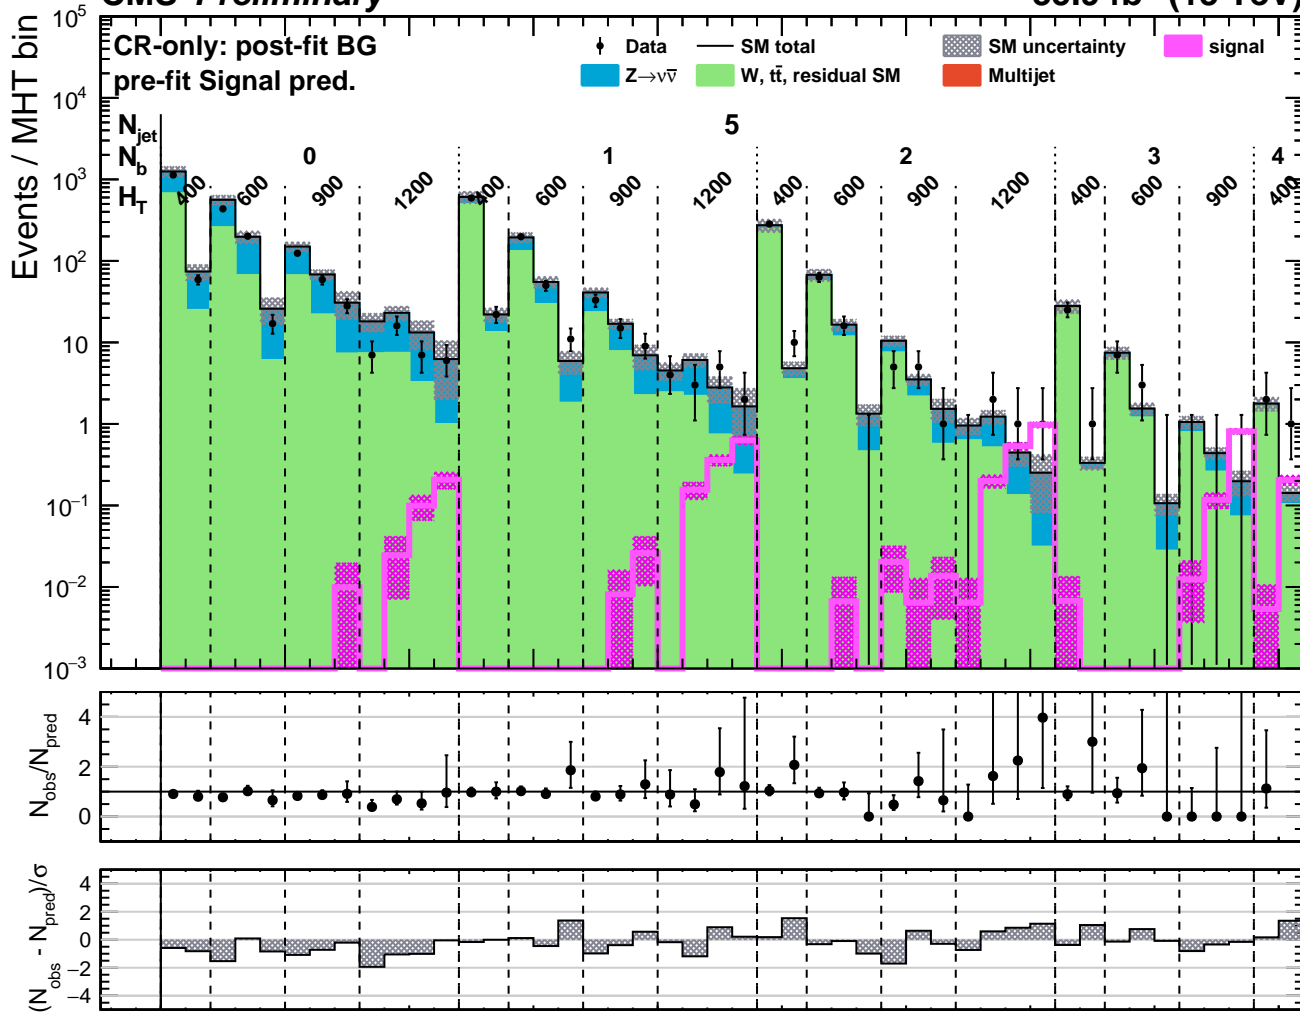 CMS Preliminary
CR-only: post-fit BG
pre-fit Signal pred.
Data
SM total
SM uncertainty
signal
Z→νν̄
W, tt̄, residual SM
Multijet
Events / MHT bin
10⁵
10⁴
10³
10²
10
1
10⁻¹
10⁻²
10⁻³
N_jet 5
N_b 0 1 2 3 4
H_T 400 600 900 1200 400 600 900 1200 400 600 900 1200 400 600 900 400
N_obs/N_pred
4
2
0
(N_obs - N_pred)/σ
4
2
0
−2
−4